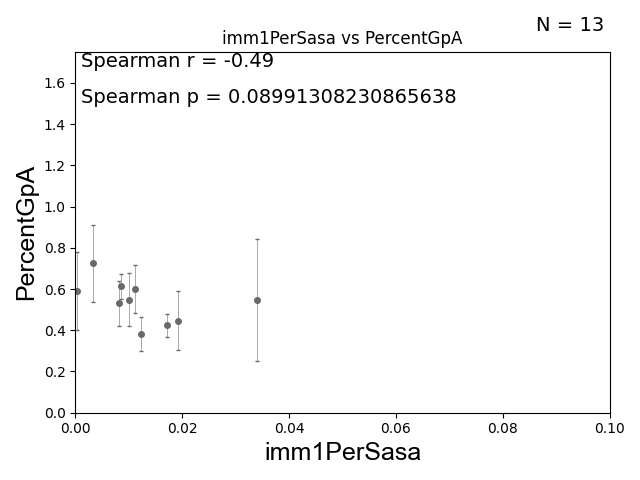 N = 13
imm1PerSasa vs PercentGpA
Spearman r = -0.49
Spearman p = 0.08991308230865638
1.6
1.4
1.2
1.0
0.8
0.6
0.4
0.2
0.0
PercentGpA
0.00 0.02 0.04 0.06 0.08 0.10
imm1PerSasa